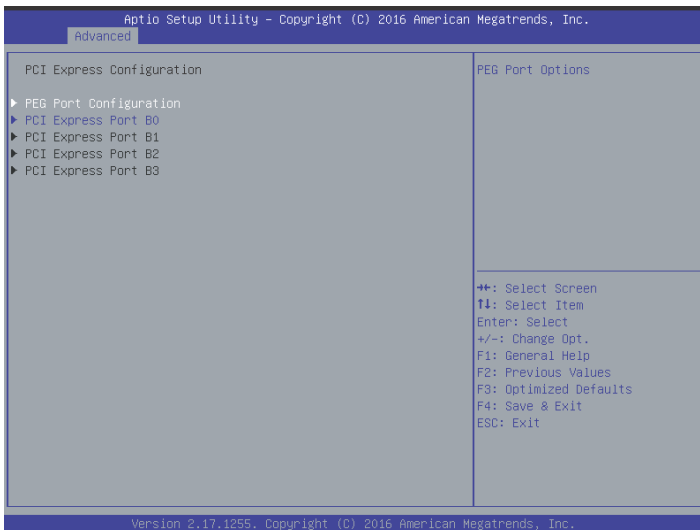 Aptio Setup Utility – Copyright (C) 2016 American Megatrends, Inc.
Advanced
PCI Express Configuration
▶ PEG Port Configuration
▶ PCI Express Port B0
▶ PCI Express Port B1
▶ PCI Express Port B2
▶ PCI Express Port B3
PEG Port Options
→←: Select Screen
↑↓: Select Item
Enter: Select
+/-: Change Opt.
F1: General Help
F2: Previous Values
F3: Optimized Defaults
F4: Save & Exit
ESC: Exit
Version 2.17.1255. Copyright (C) 2016 American Megatrends, Inc.